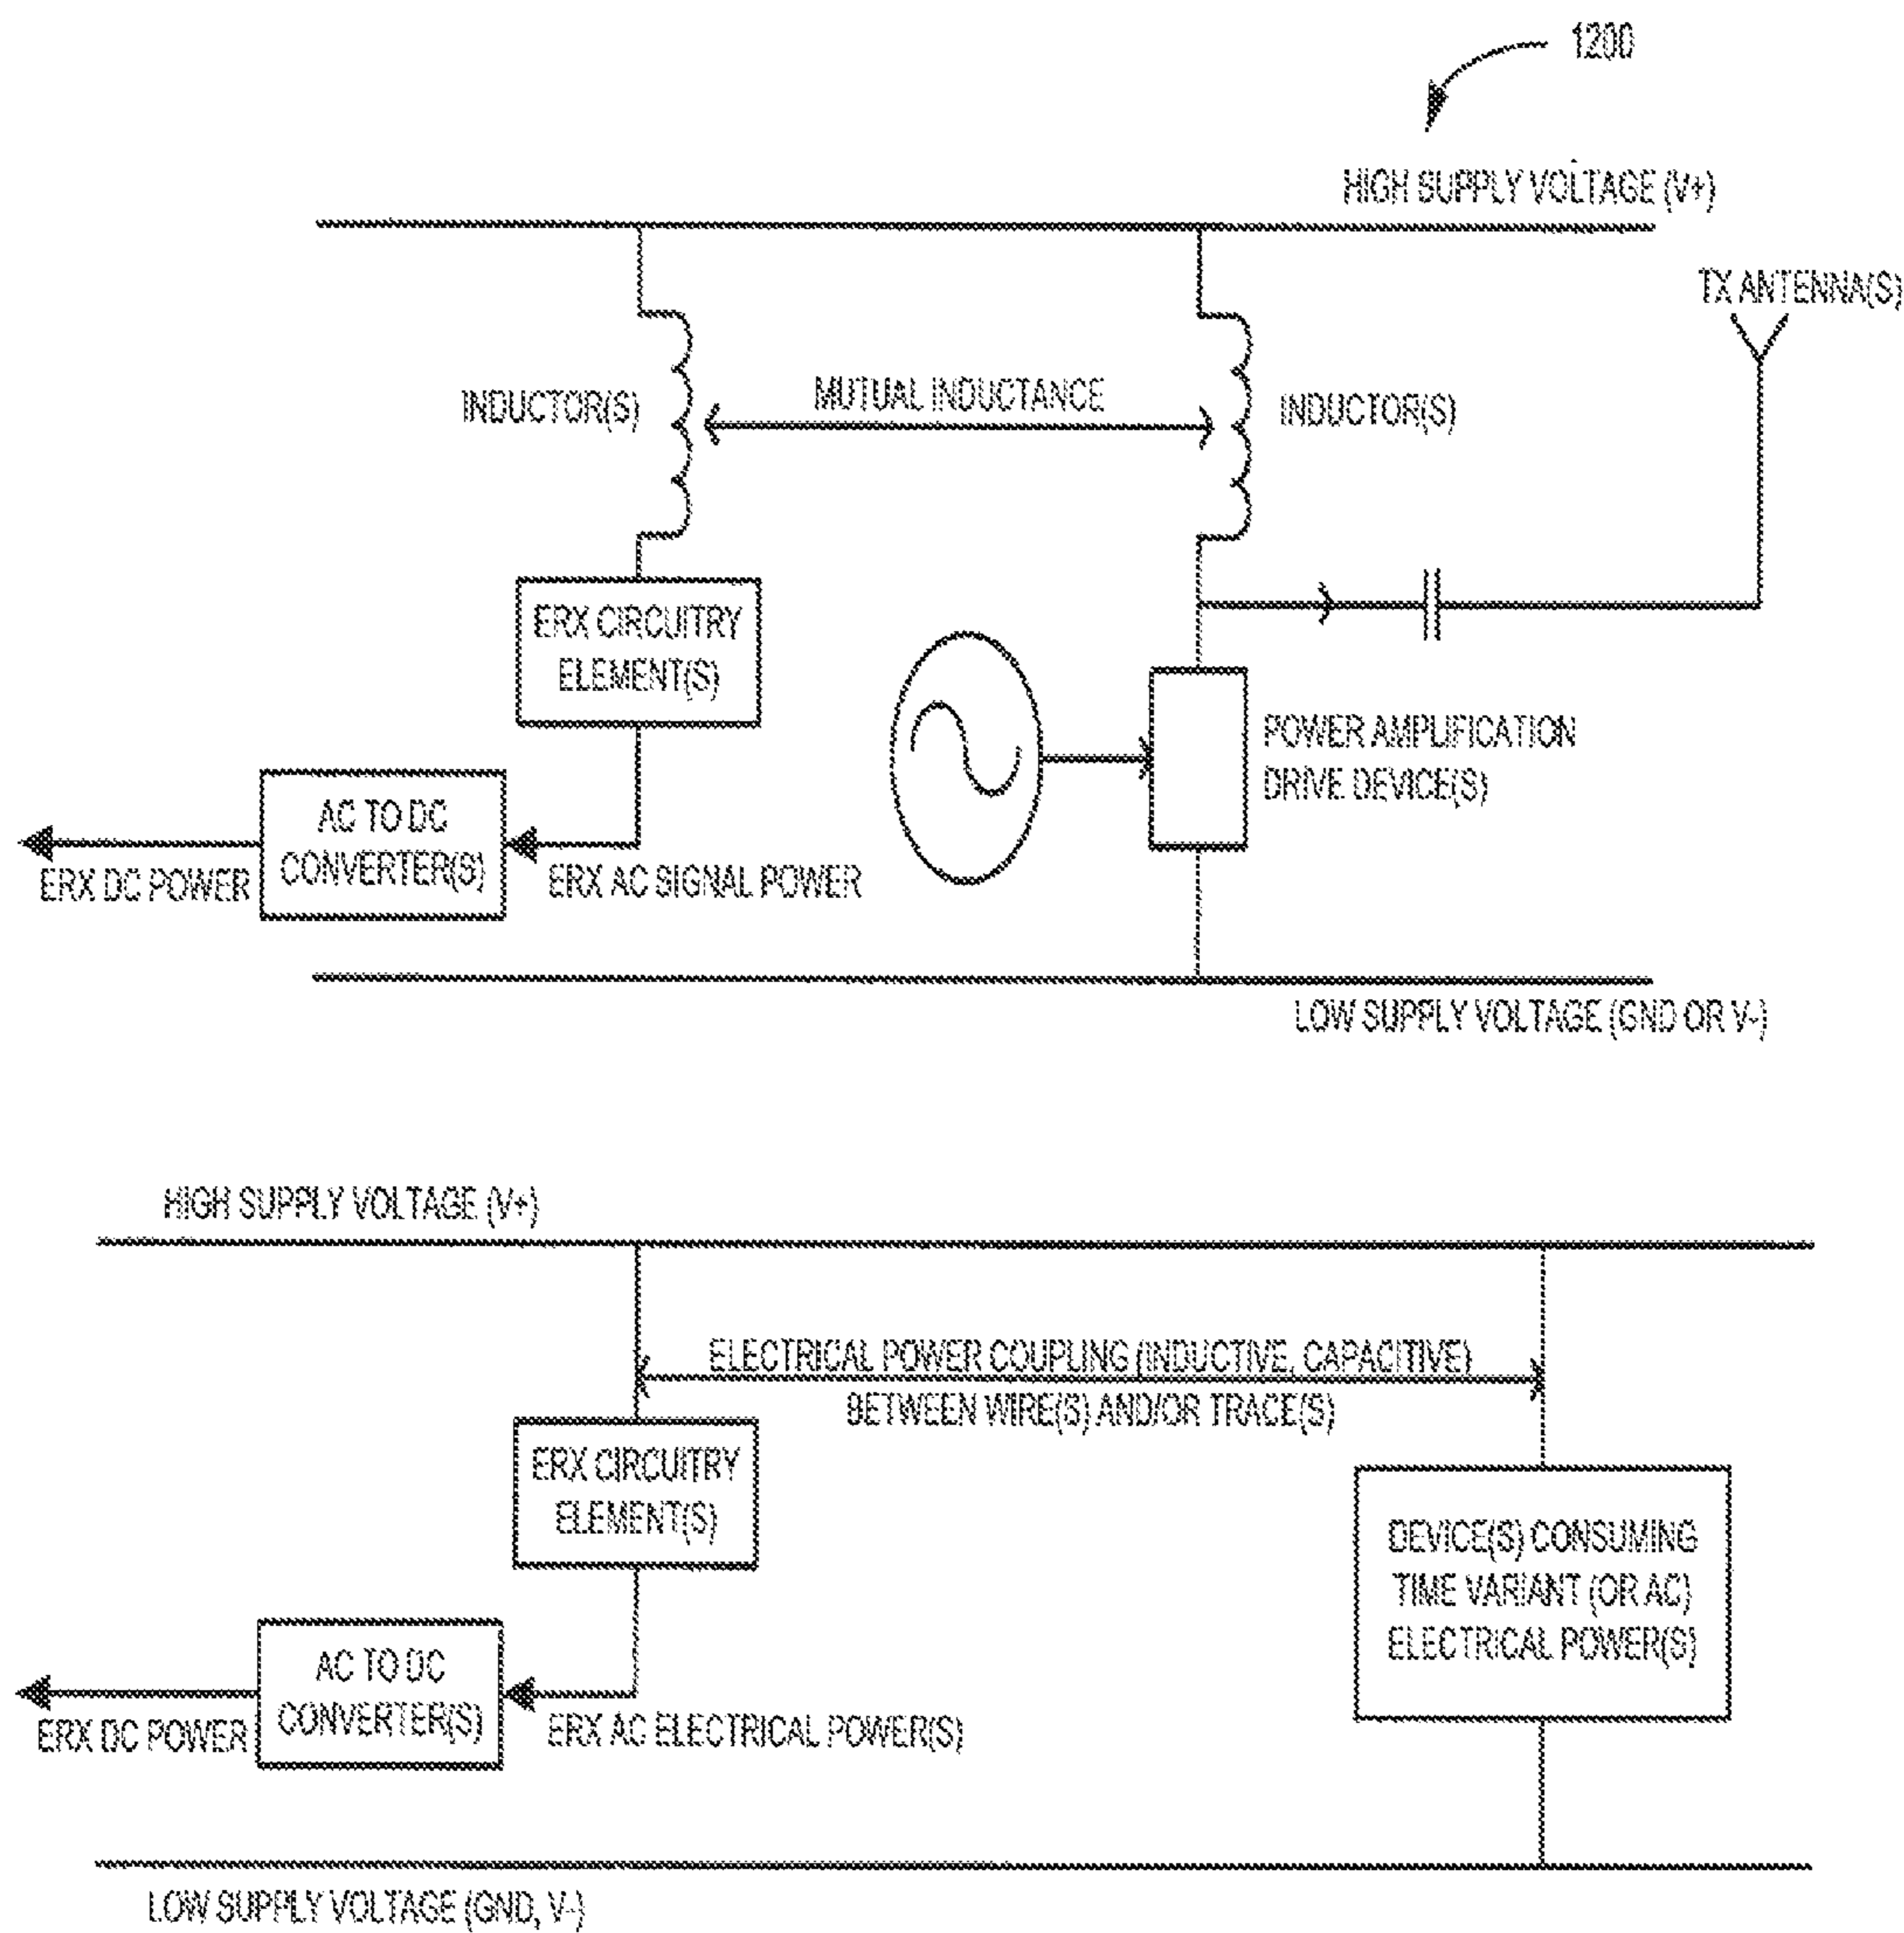 1200
HIGH SUPPLY VOLTAGE (V+)
TX ANTENNA(S)
INDUCTOR(S)
MUTUAL INDUCTANCE
INDUCTOR(S)
ERX CIRCUITRY
ELEMENT(S)
POWER AMPLIFICATION
DRIVE DEVICE(S)
AC TO DC
CONVERTER(S)
ERX DC POWER
ERX AC SIGNAL POWER
LOW SUPPLY VOLTAGE (GND OR V-)
HIGH SUPPLY VOLTAGE (V+)
ELECTRICAL POWER COUPLING (INDUCTIVE, CAPACITIVE)
BETWEEN WIRE(S) AND/OR TRACE(S)
ERX CIRCUITRY
ELEMENT(S)
DEVICE(S) CONSUMING
TIME VARIANT (OR AC)
ELECTRICAL POWER(S)
AC TO DC
CONVERTER(S)
ERX DC POWER
ERX AC ELECTRICAL POWER(S)
LOW SUPPLY VOLTAGE (GND, V-)